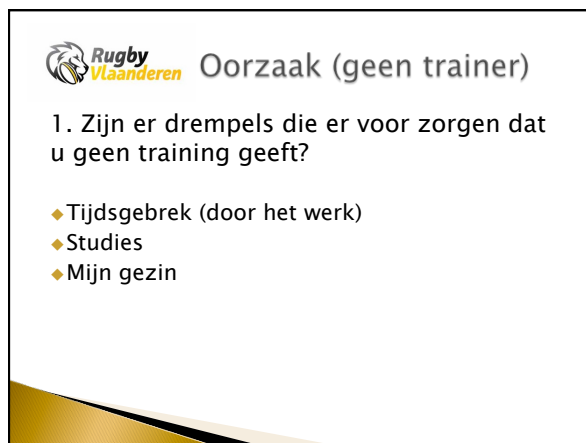 Rugby
Vlaanderen
Oorzaak (geen trainer)
1. Zijn er drempels die er voor zorgen dat
u geen training geeft?
Tijdsgebrek (door het werk)
Studies
Mijn gezin